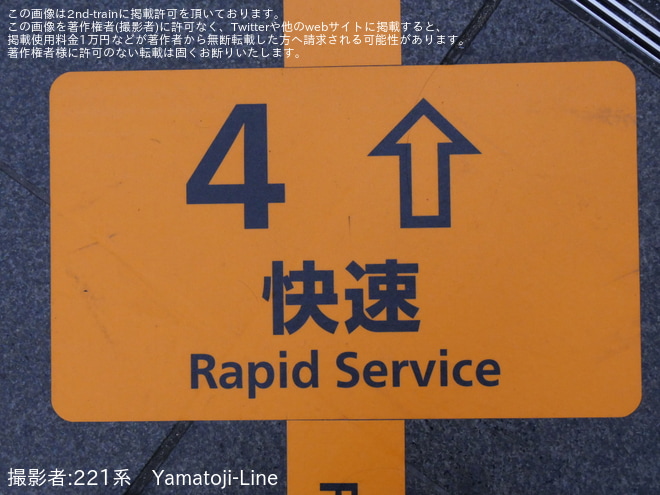 この画像は2nd-trainに掲載許可を頂いております。
この画像を著作権者(撮影者)に許可なく、Twitterや他のwebサイトに掲載すると、
掲載使用料金1万円などが著作者から無断転載した方へ請求される可能性があります。
著作権者様に許可のない転載は固くお断りいたします。
4
快速
Rapid Service
撮影者:221系 Yamatoji-Line